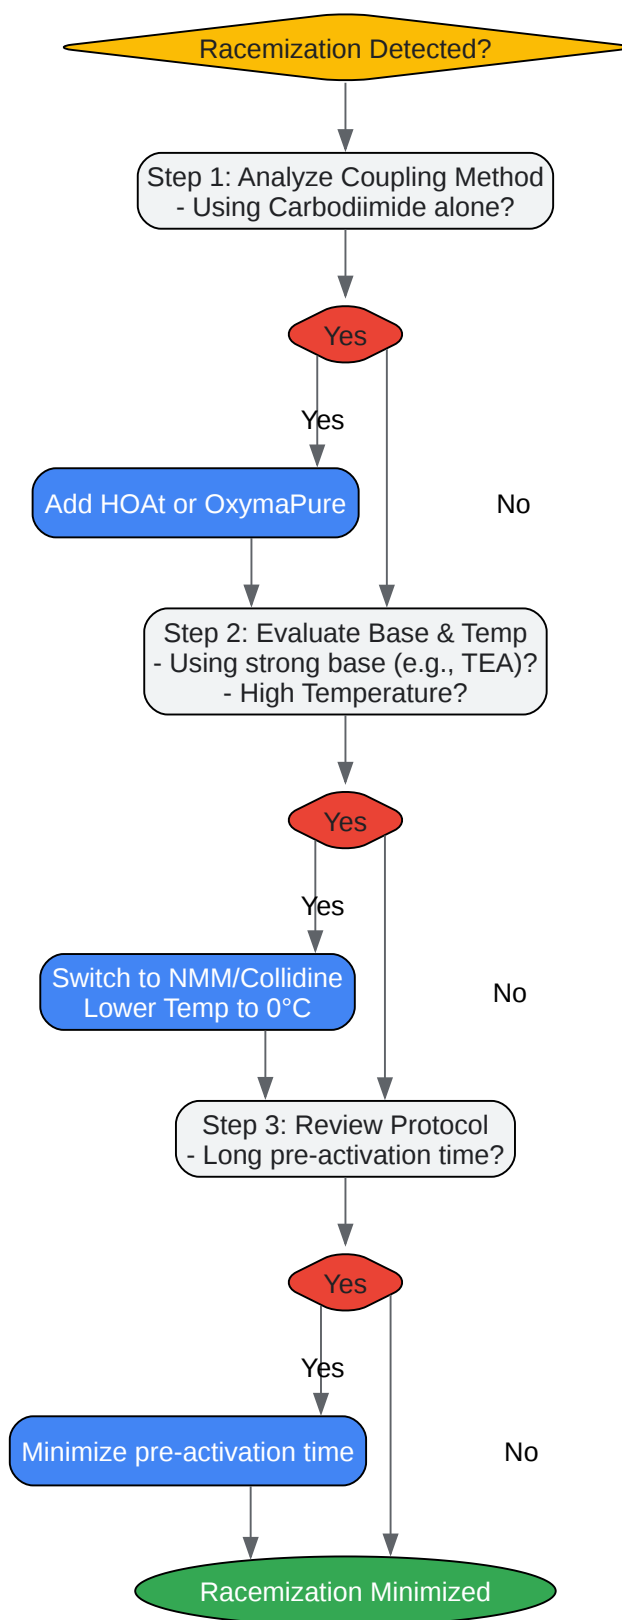 Racemization Detected?
Step 1: Analyze Coupling Method
- Using Carbodiimide alone?
Yes
Yes
Add HOAt or OxymaPure
No
Step 2: Evaluate Base & Temp
- Using strong base (e.g., TEA)?
- High Temperature?
Yes
Yes
Switch to NMM/Collidine
Lower Temp to 0°C
No
Step 3: Review Protocol
- Long pre-activation time?
Yes
Yes
Minimize pre-activation time
No
Racemization Minimized